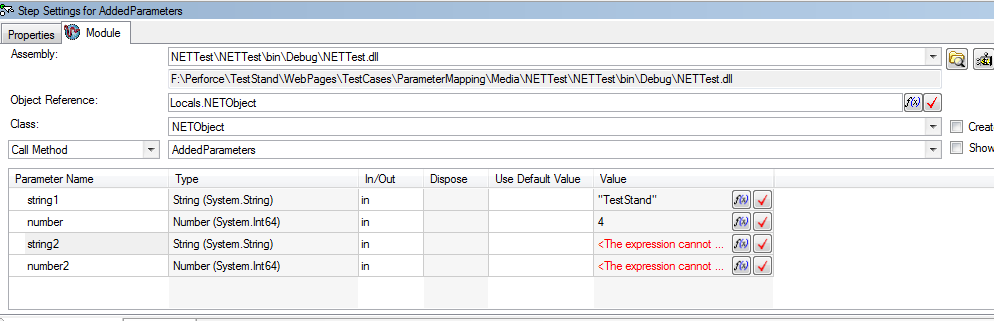 Step Settings for AddedParameters
Properties Module
Assembly: NETTest\NETTest\bin\Debug\NETTest.dll
F:\Perforce\TestStand\WebPages\TestCases\ParameterMapping\Media\NETTest\NETTest\bin\Debug\NETTest.dll
Object Reference: Locals.NETObject f(x)
Class: NETObject Creat
Call Method AddedParameters Show
Parameter Name Type In/Out Dispose Use Default Value Value
string1 String (System.String) in "TestStand" f(x)
number Number (System.Int64) in 4 f(x)
string2 String (System.String) in <The expression cannot ... f(x)
number2 Number (System.Int64) in <The expression cannot ... f(x)